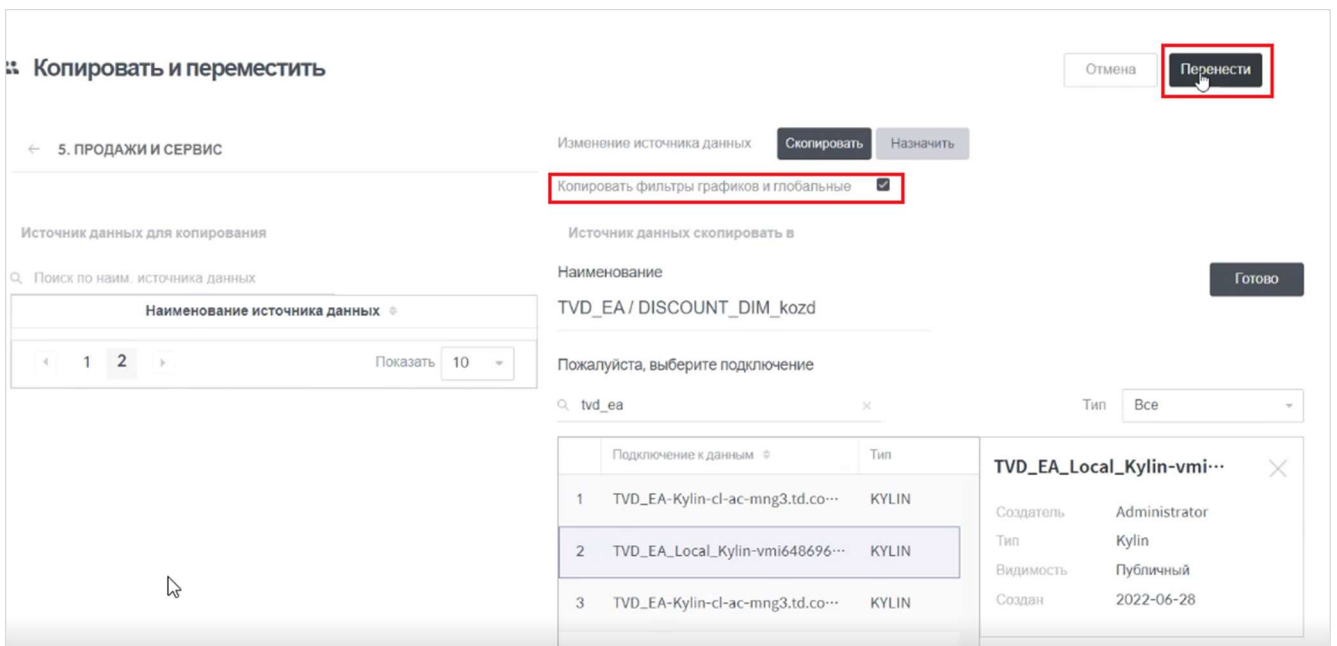 Копировать и переместить
Отмена
Перенести
5. ПРОДАЖИ И СЕРВИС
Изменение источника данных
Скопировать
Назначить
Копировать фильтры графиков и глобальные
Источник данных для копирования
Источник данных скопировать в
Поиск по наим. источника данных
Наименование
Готово
Наименование источника данных
TVD_EA / DISCOUNT_DIM_kozd
1 2
Показать 10
Пожалуйста, выберите подключение
tvd_ea
Тип Все
Подключение к данным Тип
1 TVD_EA-Kylin-cl-ac-mng3.td.co··· KYLIN
2 TVD_EA_Local_Kylin-vmi648696··· KYLIN
3 TVD_EA-Kylin-cl-ac-mng3.td.co··· KYLIN
TVD_EA_Local_Kylin-vmi···
Создатель Administrator
Тип Kylin
Видимость Публичный
Создан 2022-06-28